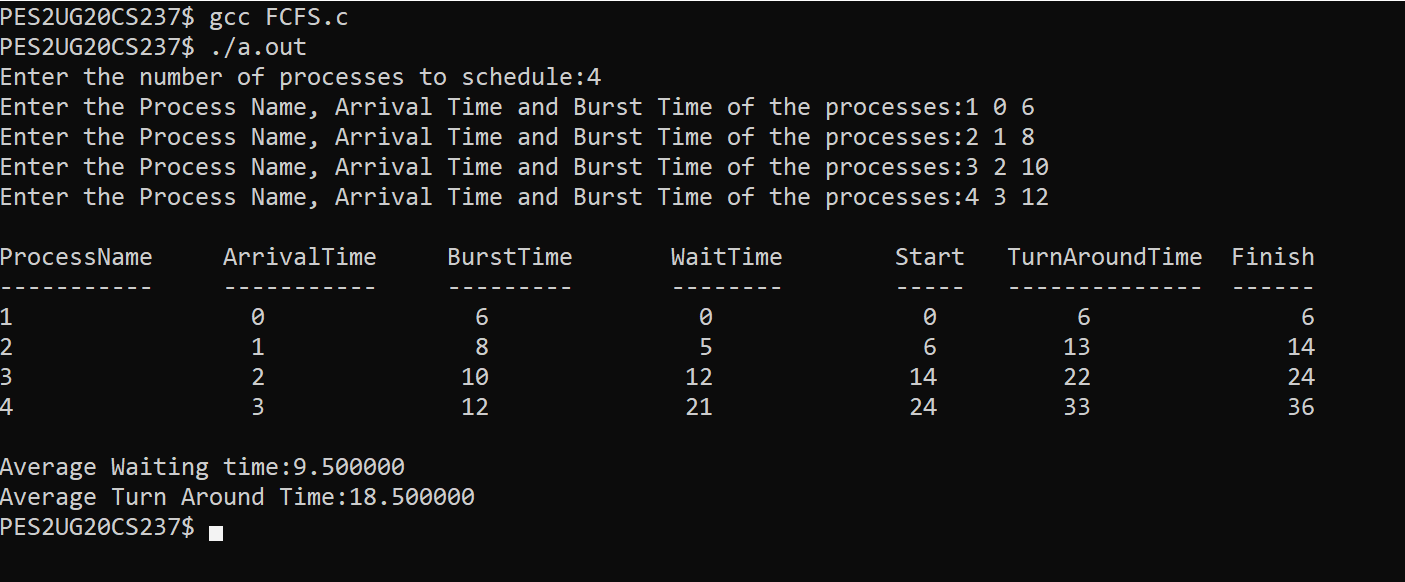 PES2UG20CS237$ gcc FCFS.c
PES2UG20CS237$ ./a.out
Enter the number of processes to schedule:4
Enter the Process Name, Arrival Time and Burst Time of the processes:1 0 6
Enter the Process Name, Arrival Time and Burst Time of the processes:2 1 8
Enter the Process Name, Arrival Time and Burst Time of the processes:3 2 10
Enter the Process Name, Arrival Time and Burst Time of the processes:4 3 12
ProcessName     ArrivalTime     BurstTime       WaitTime        Start   TurnAroundTime  Finish
-----------     -----------     ---------       --------        -----   --------------  ------
1                 0               6               0               0          6               6
2                 1               8               5               6         13              14
3                 2              10              12              14         22              24
4                 3              12              21              24         33              36
Average Waiting time:9.500000
Average Turn Around Time:18.500000
PES2UG20CS237$